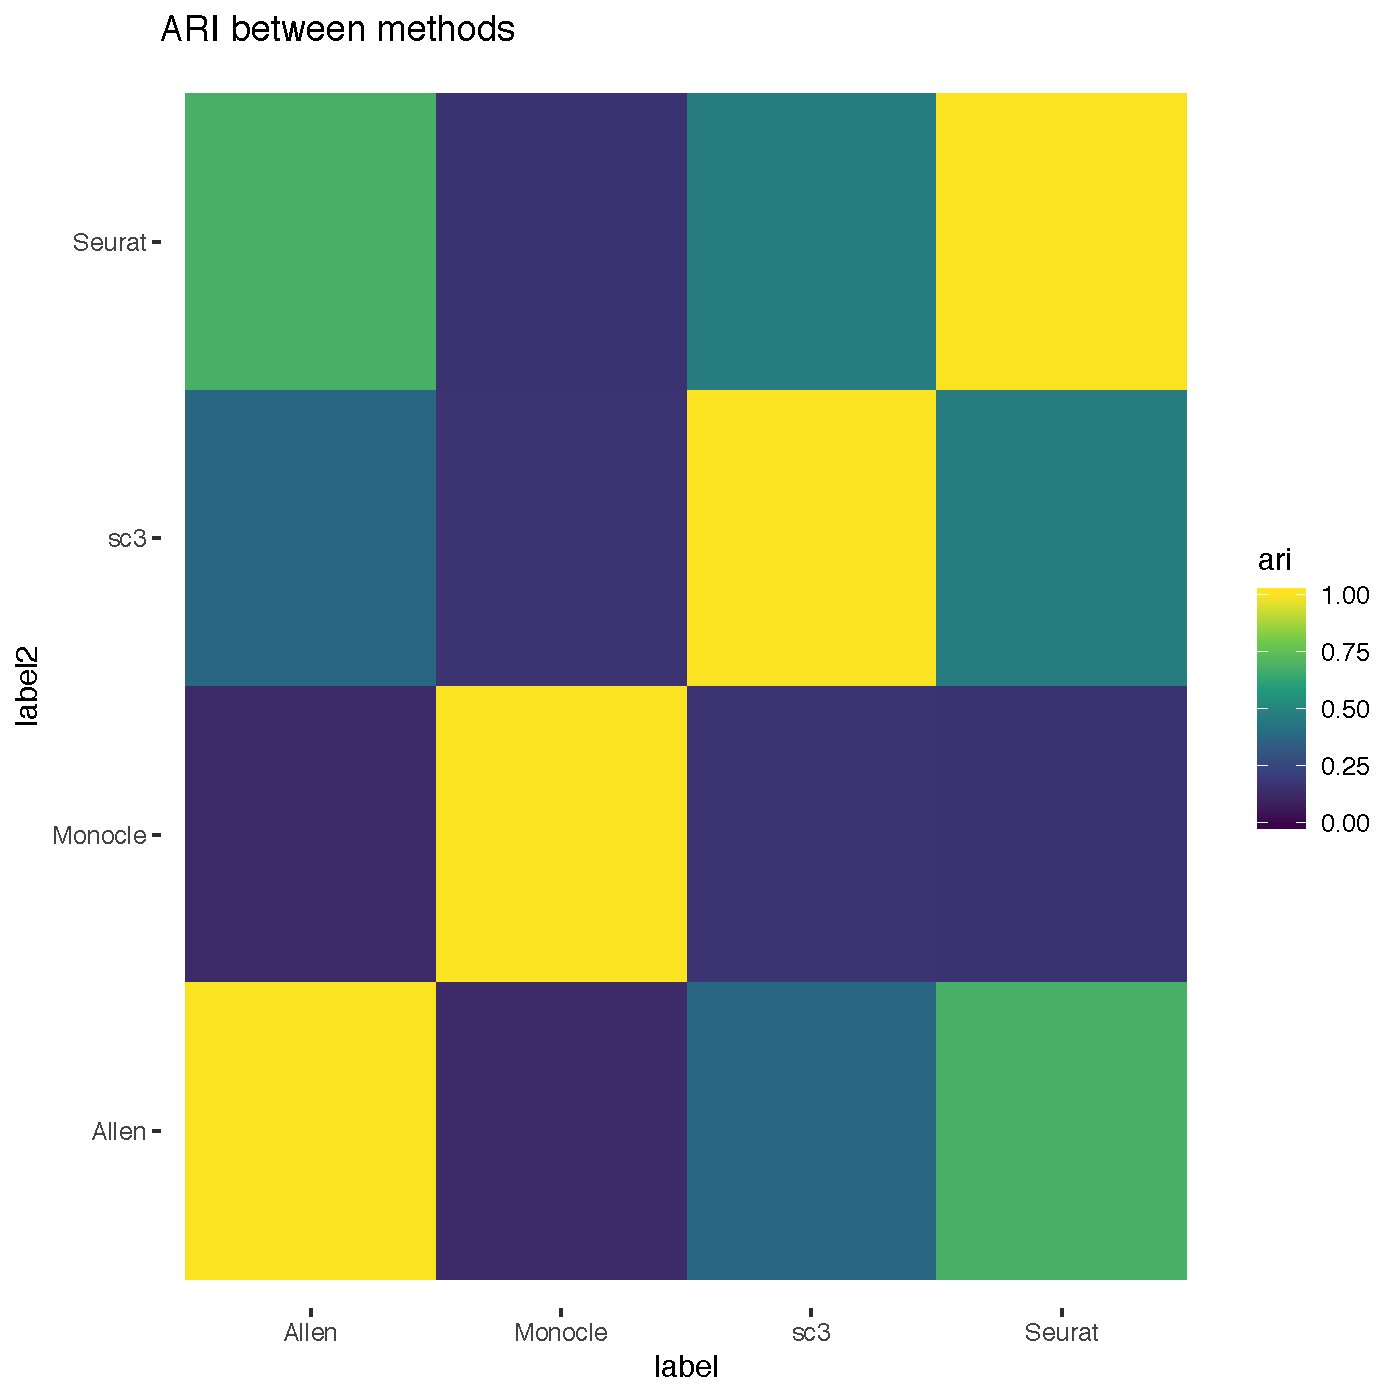 ARI between methods
Seurat
sc3
Monocle
Allen
label2
Allen
Monocle
sc3
Seurat
label
ari
1.00
0.75
0.50
0.25
0.00